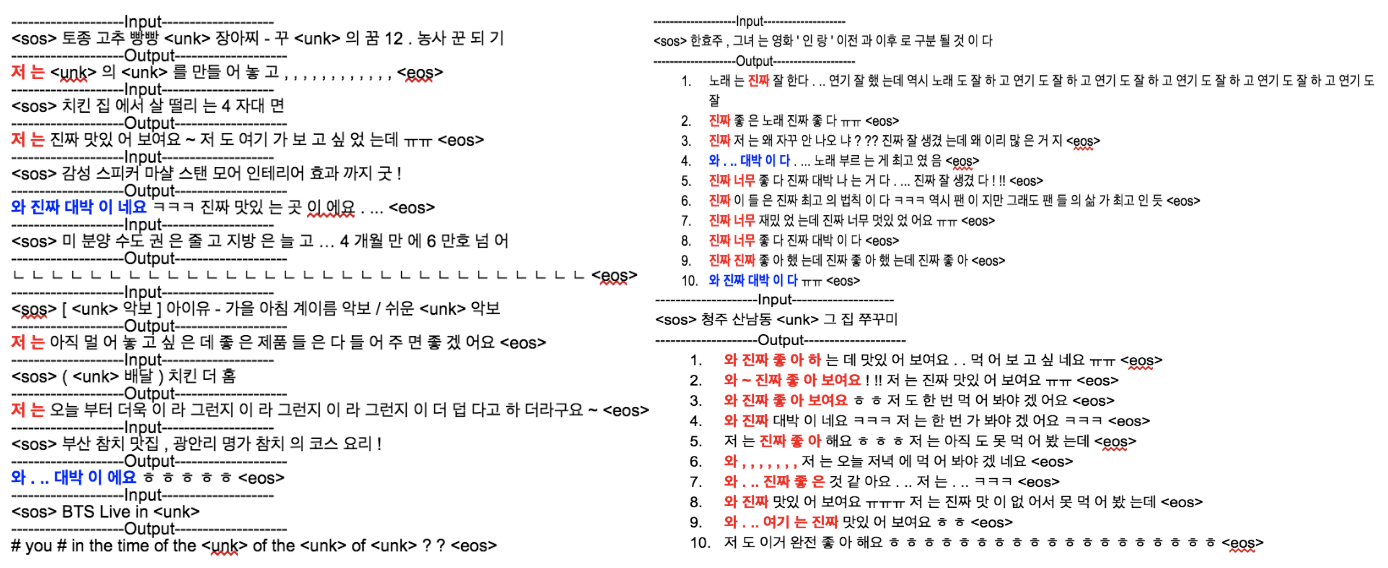 --------------------Input--------------------
<sos> 토종 고추 빵빵 <unk> 장아찌 - 꾸 <unk> 의 꿈 12 . 농사 꾼 되 기
--------------------Output--------------------
저 는 <unk> 의 <unk> 를 만들 어 놓 고 , , , , , , , , , , , , <eos>
--------------------Input--------------------
<sos> 치킨 집 에서 살 떨리 는 4 자대 면
--------------------Output--------------------
저 는 진짜 맛있 어 보여요 ~ 저 도 여기 가 보 고 싶 었 는데 ㅠㅠ <eos>
--------------------Input--------------------
<sos> 감성 스피커 마샬 스탠 모어 인테리어 효과 까지 굿 !
--------------------Output--------------------
와 진짜 대박 이 네요 ㅋㅋㅋ 진짜 맛있 는 곳 이 에요 . ... <eos>
--------------------Input--------------------
<sos> 미 분양 수도 권 은 줄 고 지방 은 늘 고 ... 4 개월 만 에 6 만호 넘 어
--------------------Output--------------------
ㄴ ㄴ ㄴ ㄴ ㄴ ㄴ ㄴ ㄴ ㄴ ㄴ ㄴ ㄴ ㄴ ㄴ ㄴ ㄴ ㄴ ㄴ ㄴ ㄴ ㄴ ㄴ ㄴ ㄴ ㄴ ㄴ ㄴ ㄴ ㄴ ㄴ <eos>
--------------------Input--------------------
<sos> [ <unk> 악보 ] 아이유 - 가을 아침 계이름 악보 / 쉬운 <unk> 악보
--------------------Output--------------------
저 는 아직 멀 어 놓 고 싶 은 데 좋 은 제품 들 은 다 들 어 주 면 좋 겠 어요 <eos>
--------------------Input--------------------
<sos> ( <unk> 배달 ) 치킨 더 홈
--------------------Output--------------------
저 는 오늘 부터 더욱 이 라 그런지 이 라 그런지 이 라 그런지 이 더 덥 다고 하 더라구요 ~ <eos>
--------------------Input--------------------
<sos> 부산 참치 맛집 , 광안리 명가 참치 의 코스 요리 !
--------------------Output--------------------
와 . .. 대박 이 에요 ㅎ ㅎ ㅎ ㅎ ㅎ <eos>
--------------------Input--------------------
<sos> BTS Live in <unk>
--------------------Output--------------------
# you # in the time of the <unk> of the <unk> of <unk> ? ? <eos>
--------------------Input--------------------
<sos> 한효주 , 그녀 는 영화 ' 인 랑 ' 이전 과 이후 로 구분 될 것 이 다
--------------------Output--------------------
1. 노래 는 진짜 잘 한다 . .. 연기 잘 했 는데 역시 노래 도 잘 하 고 연기 도 잘 하 고 연기 도 잘 하 고 연기 도 잘 하 고 연기 도 잘 하 고 연기 도
잘
2. 진짜 좋 은 노래 진짜 좋 다 ㅠㅠ <eos>
3. 진짜 저 는 왜 자꾸 안 나오 냐 ? ?? 진짜 잘 생겼 는데 왜 이리 많 은 거 지 <eos>
4. 와 . .. 대박 이 다 . ... 노래 부르 는 게 최고 였 음 <eos>
5. 진짜 너무 좋 다 진짜 대박 나 는 거 다 . ... 진짜 잘 생겼 다 ! !! <eos>
6. 진짜 이 들 은 진짜 최고 의 법칙 이 다 ㅋㅋㅋ 역시 팬 이 지만 그래도 팬 들 의 삶 가 최고 인 듯 <eos>
7. 진짜 너무 재밌 었 는데 진짜 너무 멋있 었 어요 ㅠㅠ <eos>
8. 진짜 너무 좋 다 진짜 대박 이 다 <eos>
9. 진짜 진짜 좋 아 했 는데 진짜 좋 아 했 는데 진짜 좋 아 <eos>
10. 와 진짜 대박 이 다 ㅠㅠ <eos>
--------------------Input--------------------
<sos> 청주 산남동 <unk> 그 집 쭈꾸미
--------------------Output--------------------
1. 와 진짜 좋 아 하 는 데 맛있 어 보여요 . . 먹 어 보 고 싶 네요 ㅠㅠ <eos>
2. 와 ~ 진짜 좋 아 보여요 ! !! 저 는 진짜 맛있 어 보여요 ㅠㅠ <eos>
3. 와 진짜 좋 아 보여요 ㅎ ㅎ 저 도 한 번 먹 어 봐야 겠 어요 <eos>
4. 와 진짜 대박 이 네요 ㅋㅋㅋ 저 는 한 번 가 봐야 겠 어요 ㅋㅋㅋ <eos>
5. 저 는 진짜 좋 아 해요 ㅎ ㅎ ㅎ 저 는 아직 도 못 먹 어 봤 는데 <eos>
6. 와 , , , , , , , 저 는 오늘 저녁 에 먹 어 봐야 겠 네요 <eos>
7. 와 . .. 진짜 좋 은 것 같 아요 . .. 저 는 . .. ㅋㅋㅋ <eos>
8. 와 진짜 맛있 어 보여요 ㅠㅠㅠ 저 는 진짜 맛 이 없 어서 못 먹 어 봤 는데 <eos>
9. 와 . .. 여기 는 진짜 맛있 어 보여요 ㅎ ㅎ <eos>
10. 저 도 이거 완전 좋 아 해요 ㅎ ㅎ ㅎ ㅎ ㅎ ㅎ ㅎ ㅎ ㅎ ㅎ ㅎ ㅎ ㅎ ㅎ ㅎ ㅎ ㅎ ㅎ ㅎ <eos>